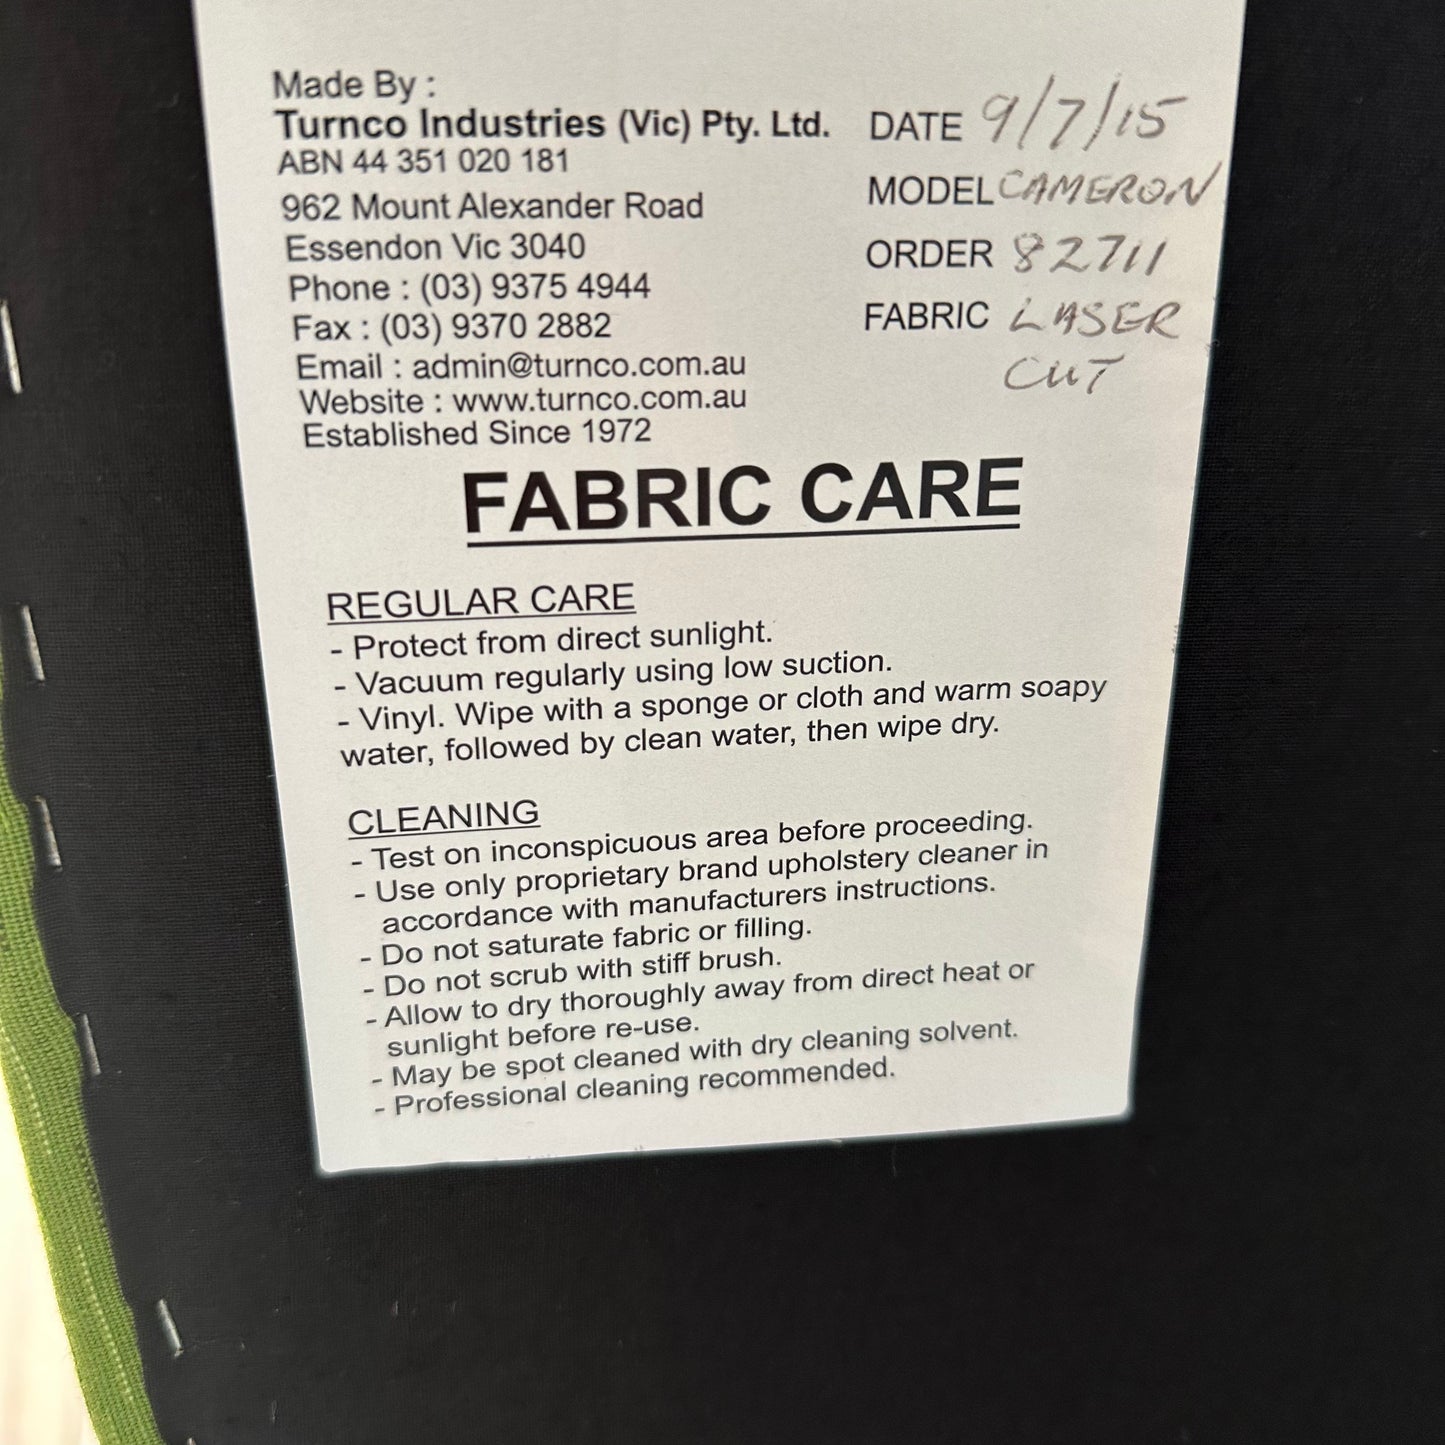 Made By :
Turnco Industries (Vic) Pty. Ltd.
ABN 44 351 020 181
962 Mount Alexander Road
Essendon Vic 3040
Phone : (03) 9375 4944
Fax : (03) 9370 2882
Email : admin@turnco.com.au
Website : www.turnco.com.au
Established Since 1972
DATE 9/7/15
MODEL CAMERON
ORDER 82711
FABRIC LASER
CUT
FABRIC CARE
REGULAR CARE
- Protect from direct sunlight.
- Vacuum regularly using low suction.
- Vinyl. Wipe with a sponge or cloth and warm soapy
water, followed by clean water, then wipe dry.
CLEANING
- Test on inconspicuous area before proceeding.
- Use only proprietary brand upholstery cleaner in
accordance with manufacturers instructions.
- Do not saturate fabric or filling.
- Do not scrub with stiff brush.
- Allow to dry thoroughly away from direct heat or
sunlight before re-use.
- May be spot cleaned with dry cleaning solvent.
- Professional cleaning recommended.